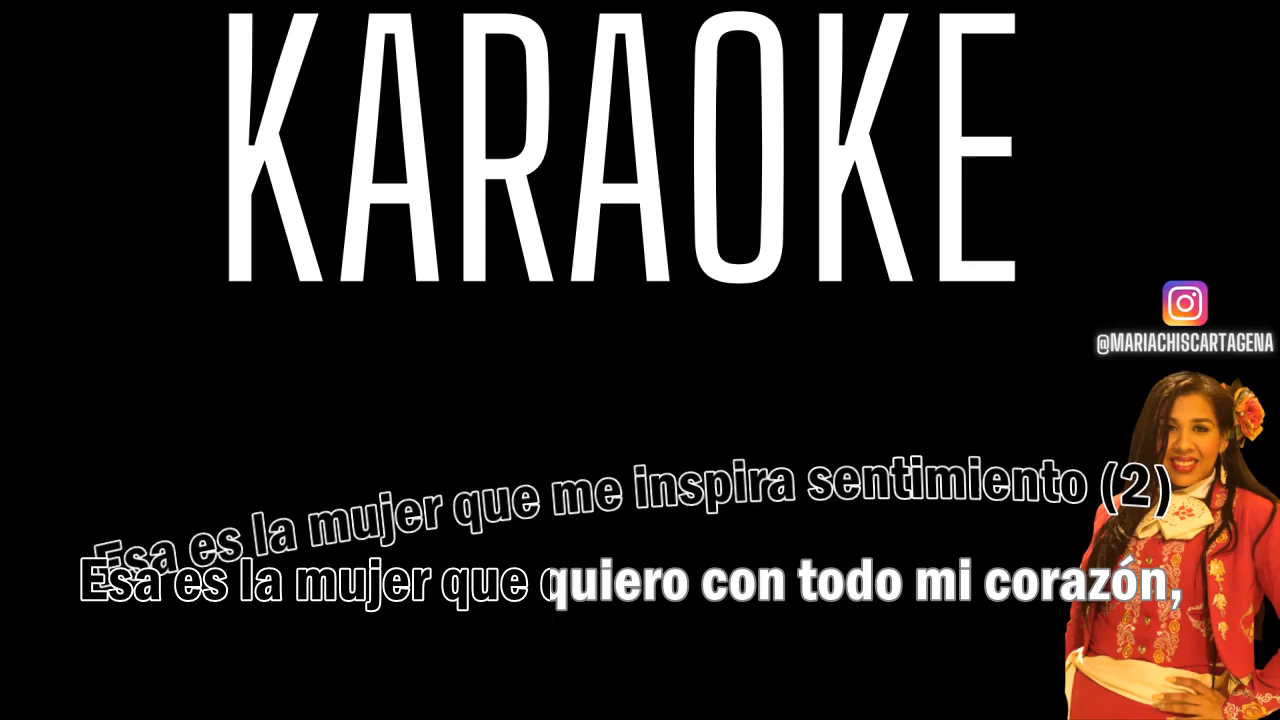 KARAOKE
@MARIACHISCARTAGENA
Esa es la mujer que me inspira sentimiento (2)
Esa es la mujer que quiero con todo mi corazón,